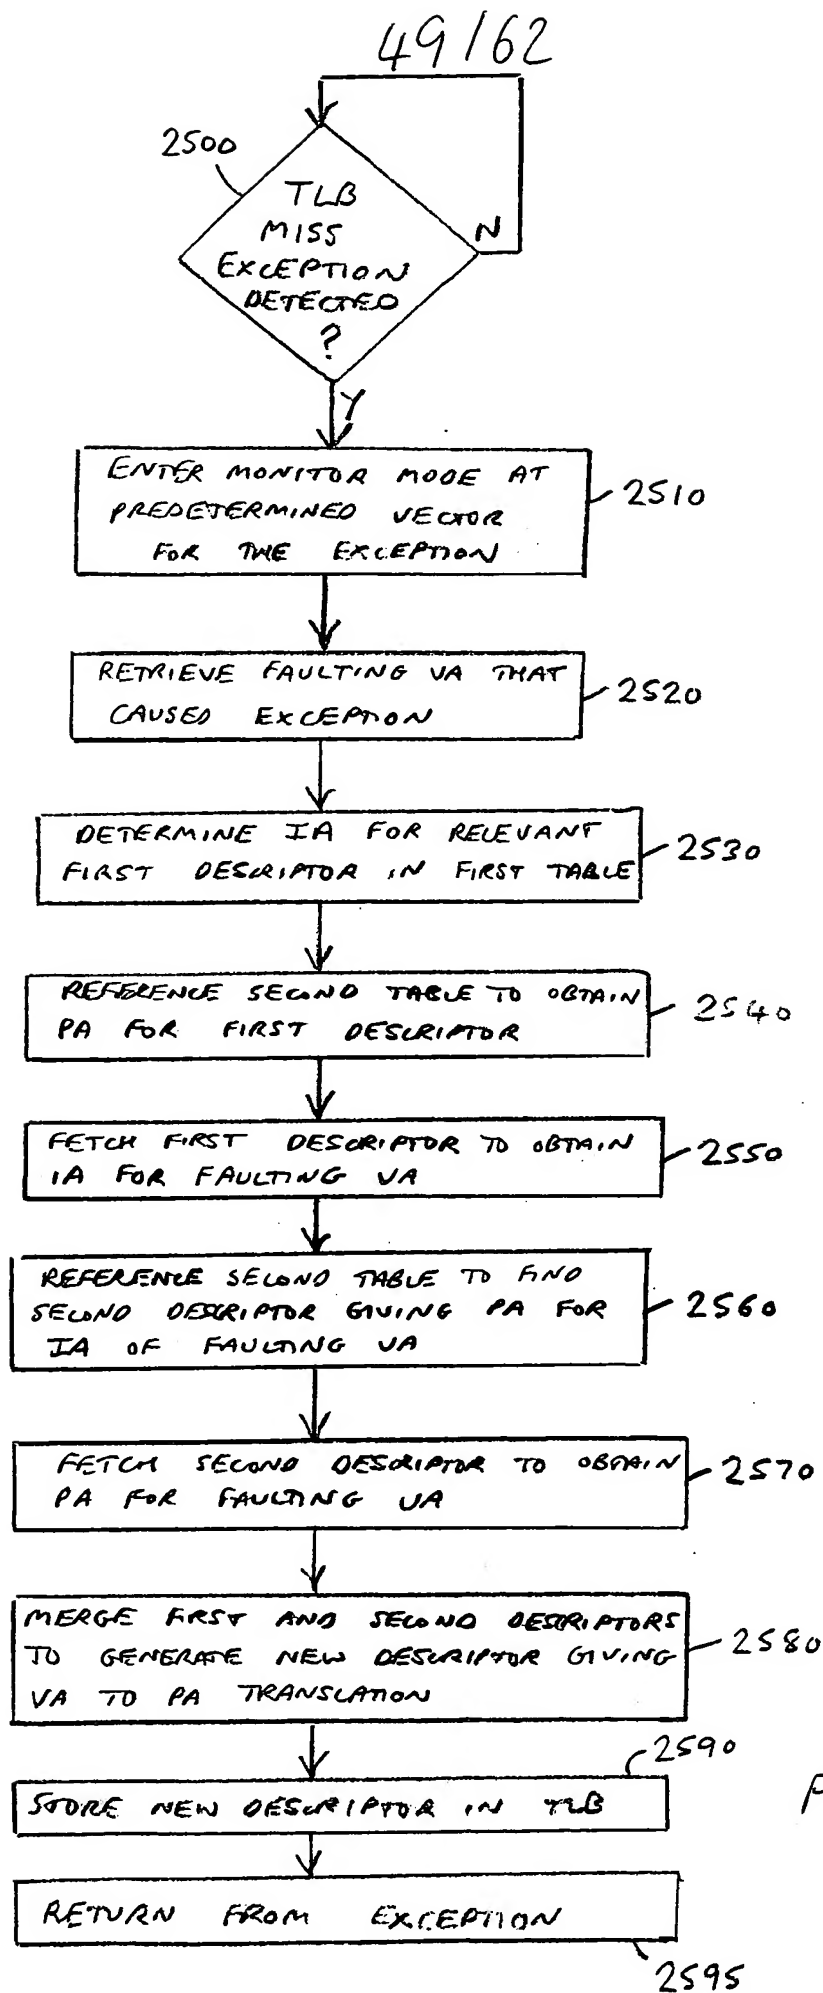 49/62
2500
TLB
MISS
EXCEPTION
DETECTED
?
N
Y
ENTER MONITOR MODE AT
PREDETERMINED VECTOR
FOR THE EXCEPTION
2510
RETRIEVE FAULTING VA THAT
CAUSED EXCEPTION
2520
DETERMINE IA FOR RELEVANT
FIRST DESCRIPTOR IN FIRST TABLE
2530
REFERENCE SECOND TABLE TO OBTAIN
PA FOR FIRST DESCRIPTOR
2540
FETCH FIRST DESCRIPTOR TO OBTAIN
IA FOR FAULTING VA
2550
REFERENCE SECOND TABLE TO FIND
SECOND DESCRIPTOR GIVING PA FOR
IA OF FAULTING VA
2560
FETCH SECOND DESCRIPTOR TO OBTAIN
PA FOR FAULTING VA
2570
MERGE FIRST AND SECOND DESCRIPTORS
TO GENERATE NEW DESCRIPTOR GIVING
VA TO PA TRANSLATION
2580
2590
STORE NEW DESCRIPTOR IN TLB
RETURN FROM EXCEPTION
2595